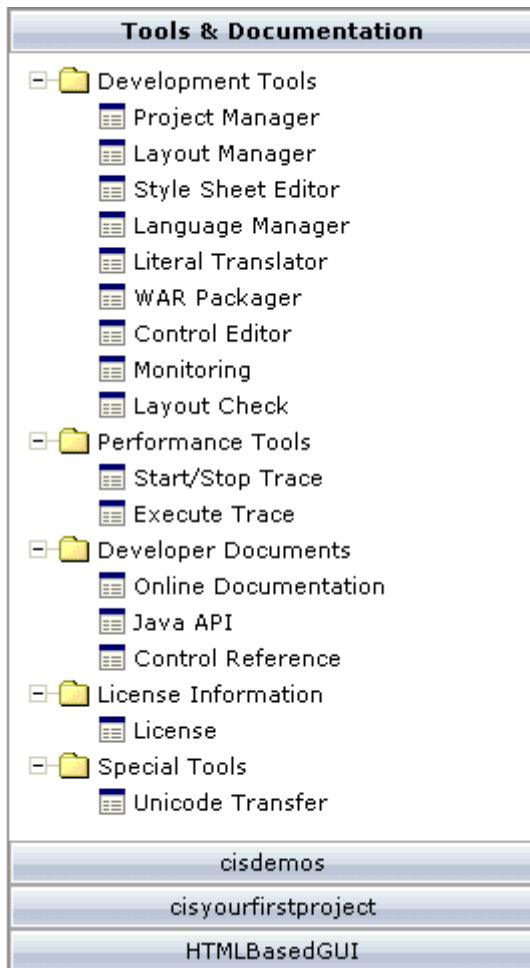 Tools & Documentation
Development Tools
Project Manager
Layout Manager
Style Sheet Editor
Language Manager
Literal Translator
WAR Packager
Control Editor
Monitoring
Layout Check
Performance Tools
Start/Stop Trace
Execute Trace
Developer Documents
Online Documentation
Java API
Control Reference
License Information
License
Special Tools
Unicode Transfer
cisdemos
cisyourfirstproject
HTMLBasedGUI